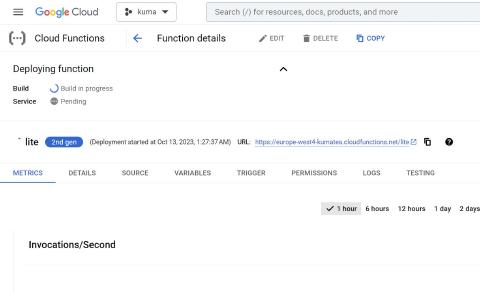 Google Cloud kuma Search (/) for resources, docs, products, and more
Cloud Functions Function details EDIT DELETE COPY
Deploying function
Build Build in progress
Service Pending
lite 2nd gen (Deployment started at Oct 13, 2023, 1:27:37 AM) URL: https://europe-west4-kumates.cloudfunctions.net/lite
METRICS DETAILS SOURCE VARIABLES TRIGGER PERMISSIONS LOGS TESTING
1 hour 6 hours 12 hours 1 day 2 days
Invocations/Second